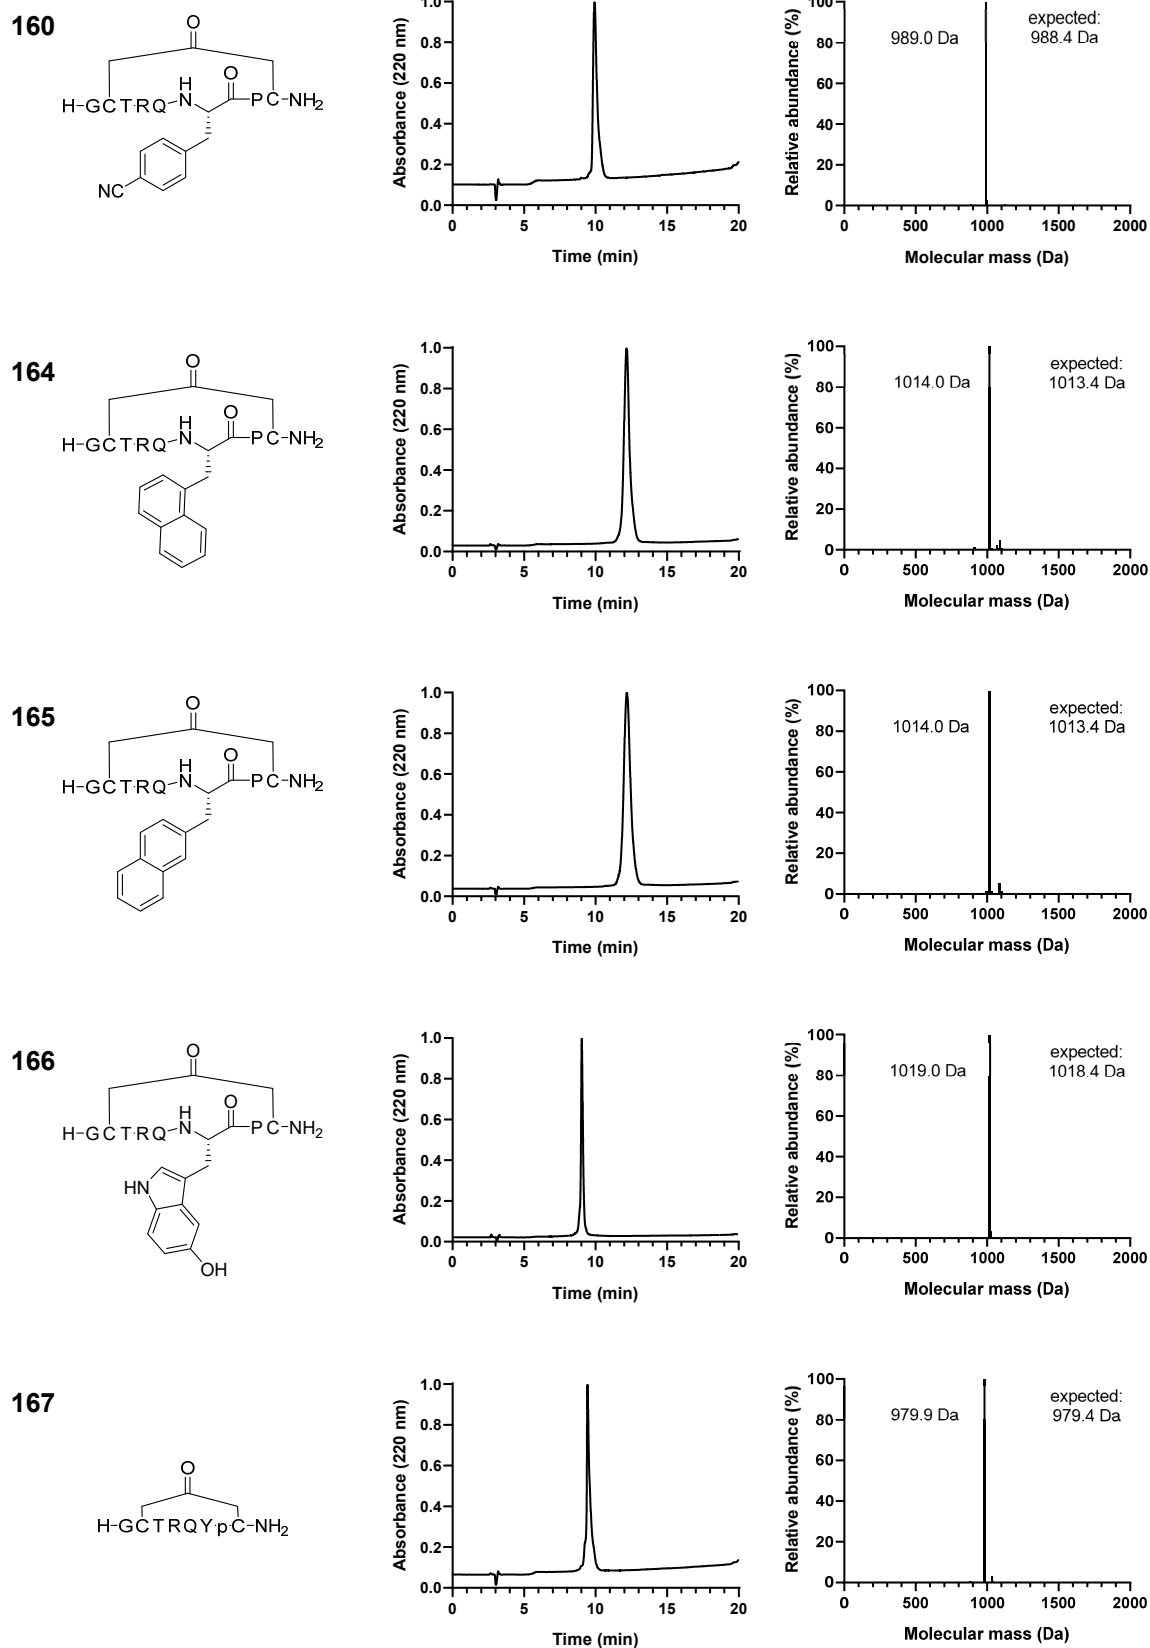 160
O
H-GCTRQ-N
H
O
PC-NH2
NC
Absorbance (220 nm)
1.0
0.8
0.6
0.4
0.2
0.0
0 5 10 15 20
Time (min)
Relative abundance (%)
100
80
60
40
20
0
989.0 Da
expected:
988.4 Da
0 500 1000 1500 2000
Molecular mass (Da)
164
O
H-GCTRQ-N
H
O
PC-NH2
Absorbance (220 nm)
1.0
0.8
0.6
0.4
0.2
0.0
0 5 10 15 20
Time (min)
Relative abundance (%)
100
80
60
40
20
0
1014.0 Da
expected:
1013.4 Da
0 500 1000 1500 2000
Molecular mass (Da)
165
O
H-GCTRQ-N
H
O
PC-NH2
Absorbance (220 nm)
1.0
0.8
0.6
0.4
0.2
0.0
0 5 10 15 20
Time (min)
Relative abundance (%)
100
80
60
40
20
0
1014.0 Da
expected:
1013.4 Da
0 500 1000 1500 2000
Molecular mass (Da)
166
O
H-GCTRQ-N
H
O
PC-NH2
HN
OH
Absorbance (220 nm)
1.0
0.8
0.6
0.4
0.2
0.0
0 5 10 15 20
Time (min)
Relative abundance (%)
100
80
60
40
20
0
1019.0 Da
expected:
1018.4 Da
0 500 1000 1500 2000
Molecular mass (Da)
167
O
H-GCTRQYpC-NH2
Absorbance (220 nm)
1.0
0.8
0.6
0.4
0.2
0.0
0 5 10 15 20
Time (min)
Relative abundance (%)
100
80
60
40
20
0
979.9 Da
expected:
979.4 Da
0 500 1000 1500 2000
Molecular mass (Da)